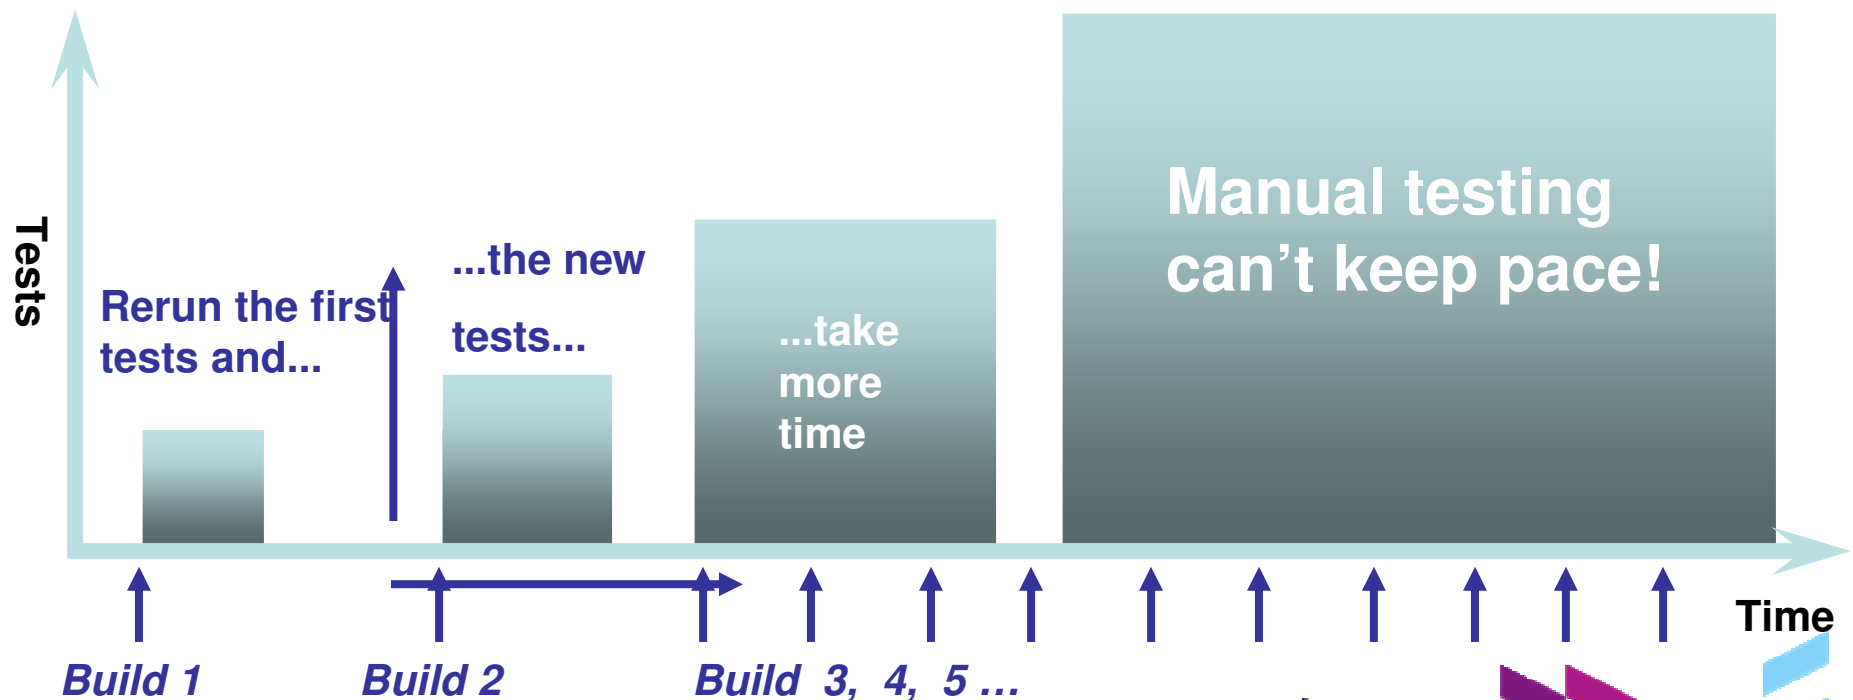 Tests
Rerun the first
tests and...
...the new
tests...
...take
more
time
Manual testing
can’t keep pace!
Time
Build 1
Build 2
Build 3, 4, 5 ...